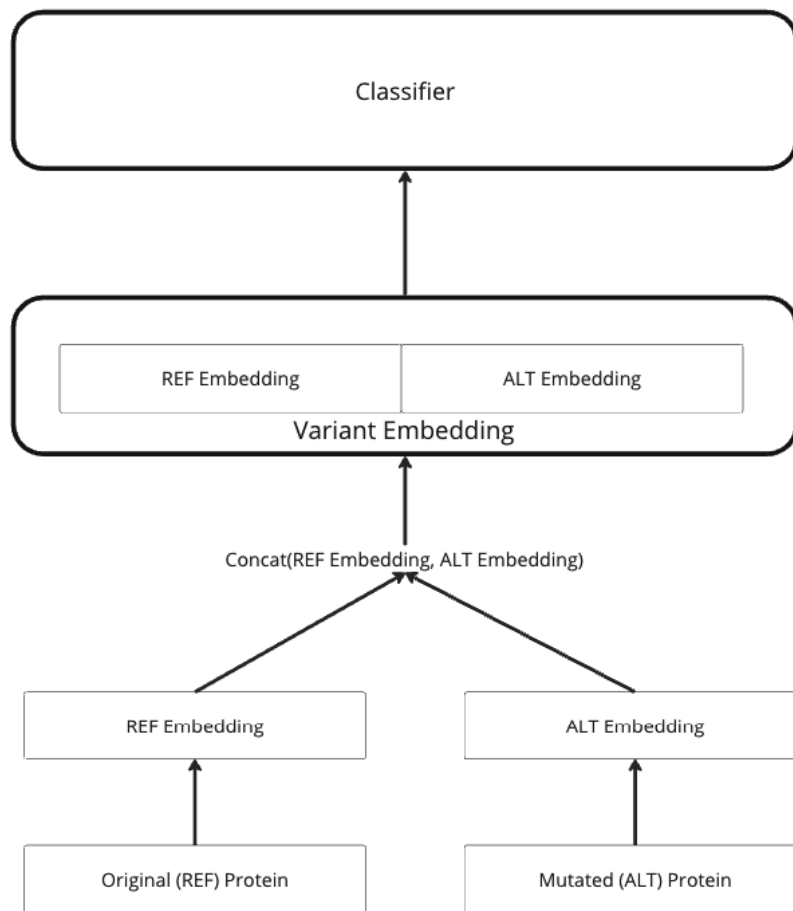 Classifier
REF Embedding
ALT Embedding
Variant Embedding
Concat(REF Embedding, ALT Embedding)
REF Embedding
ALT Embedding
Original (REF) Protein
Mutated (ALT) Protein